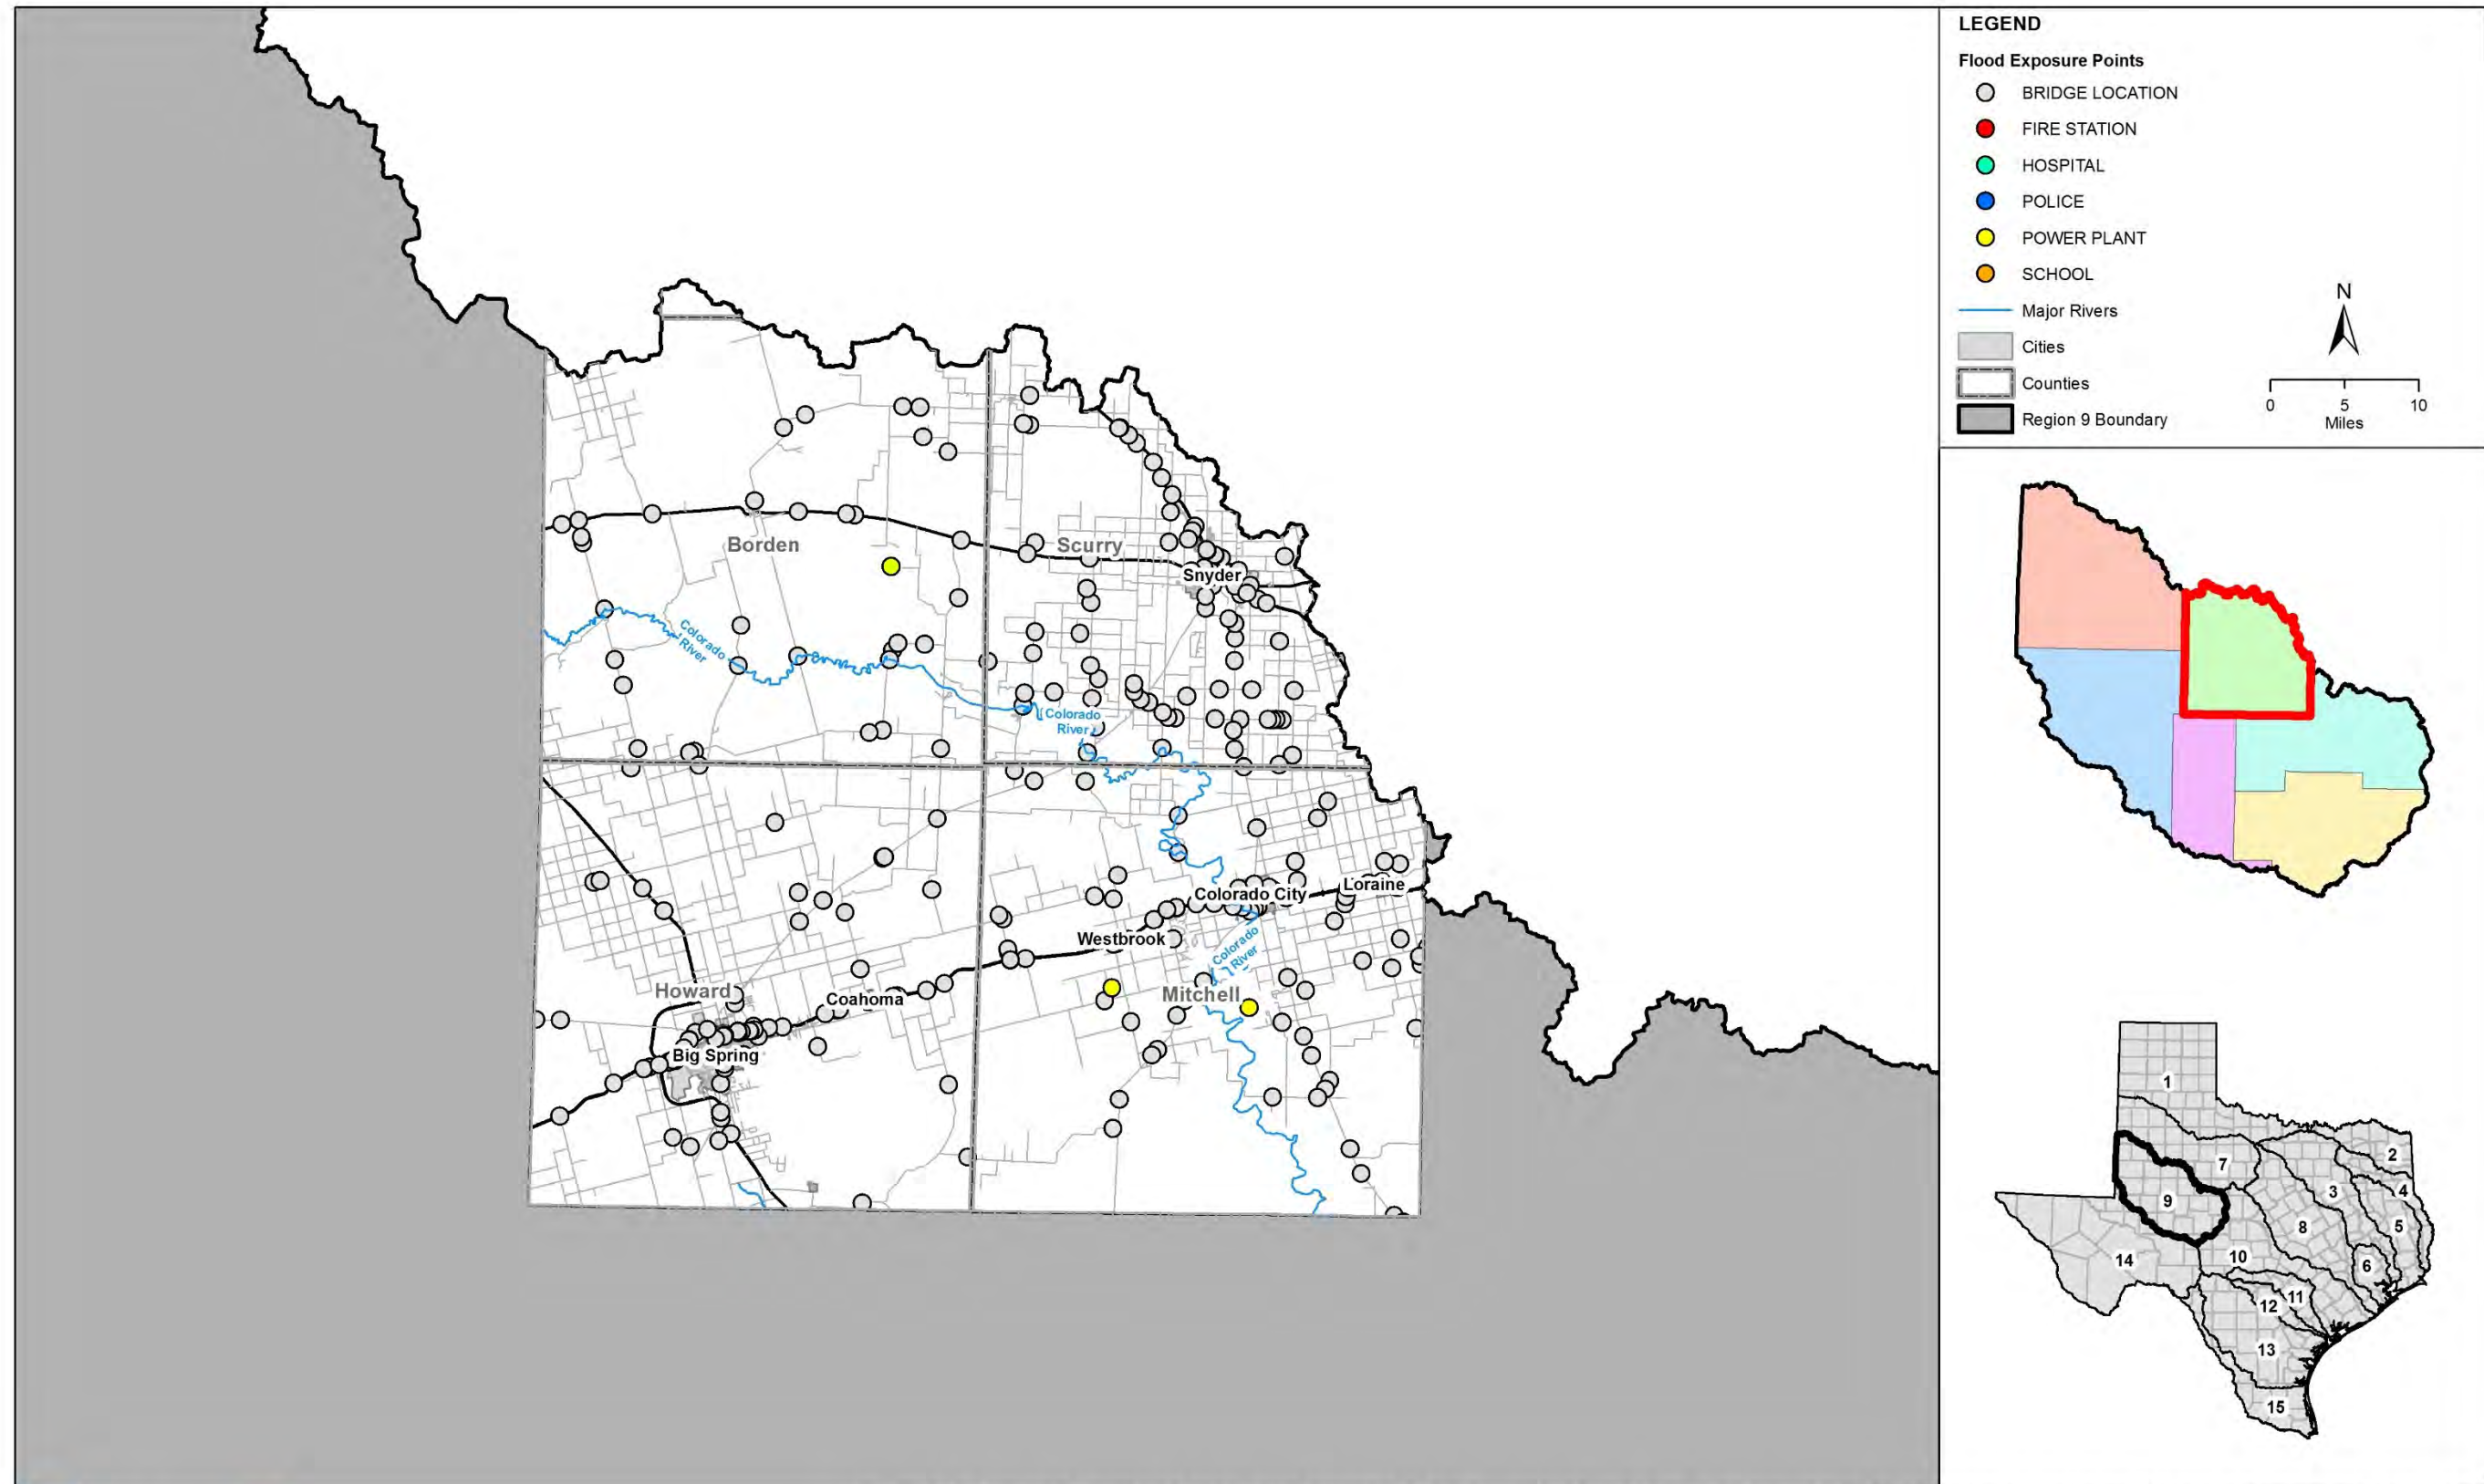 LEGEND
Flood Exposure Points
BRIDGE LOCATION
FIRE STATION
HOSPITAL
POLICE
POWER PLANT
SCHOOL
Major Rivers
Cities
Counties
Region 9 Boundary
N
0 5 10
Miles
Borden
Scurry
Snyder
Colorado
River
Colorado
River
Colorado City
Loraine
Westbrook
Colorado
River
Howard
Coahoma
Mitchell
Big Spring
1
2
7
3
4
9
8
5
10
14
6
11
12
13
15